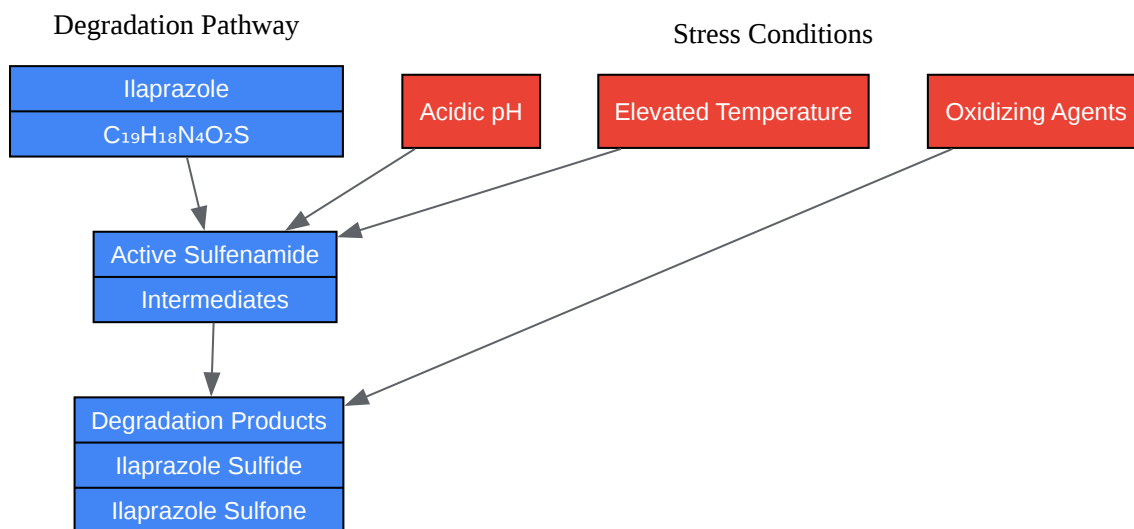 Degradation Pathway
Stress Conditions
Ilaprazole
C₁₉H₁₈N₄O₂S
Acidic pH
Elevated Temperature
Oxidizing Agents
Active Sulfenamide
Intermediates
Degradation Products
Ilaprazole Sulfide
Ilaprazole Sulfone